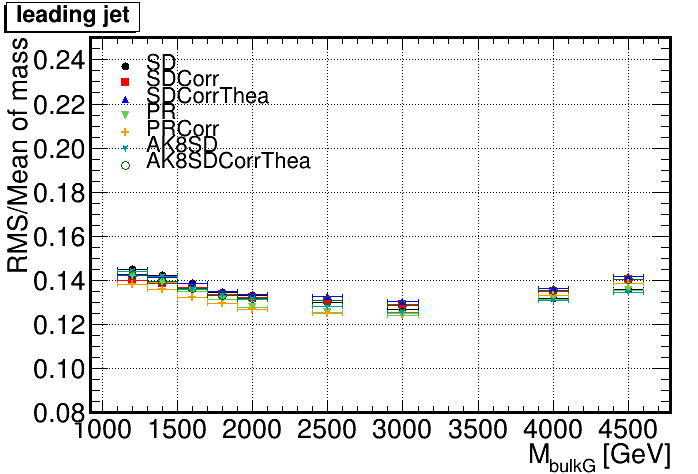 leading jet
RMS/Mean of mass
0.24
0.22
0.20
0.18
0.16
0.14
0.12
0.10
0.08
SD
SDCorr
SDCorrThea
PR
PRCorr
AK8SD
AK8SDCorrThea
1000 1500 2000 2500 3000 3500 4000 4500
M_bulkG [GeV]